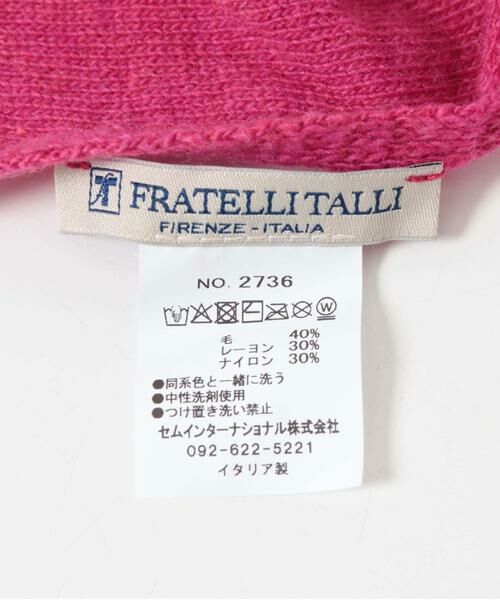 FRATELLI TALLI
FIRENZE - ITALIA
NO. 2736
毛 40%
レーヨン 30%
ナイロン 30%
●同系色と一緒に洗う
●中性洗剤使用
●つけ置き洗い禁止
セムインターナショナル株式会社
092-622-5221
イタリア製